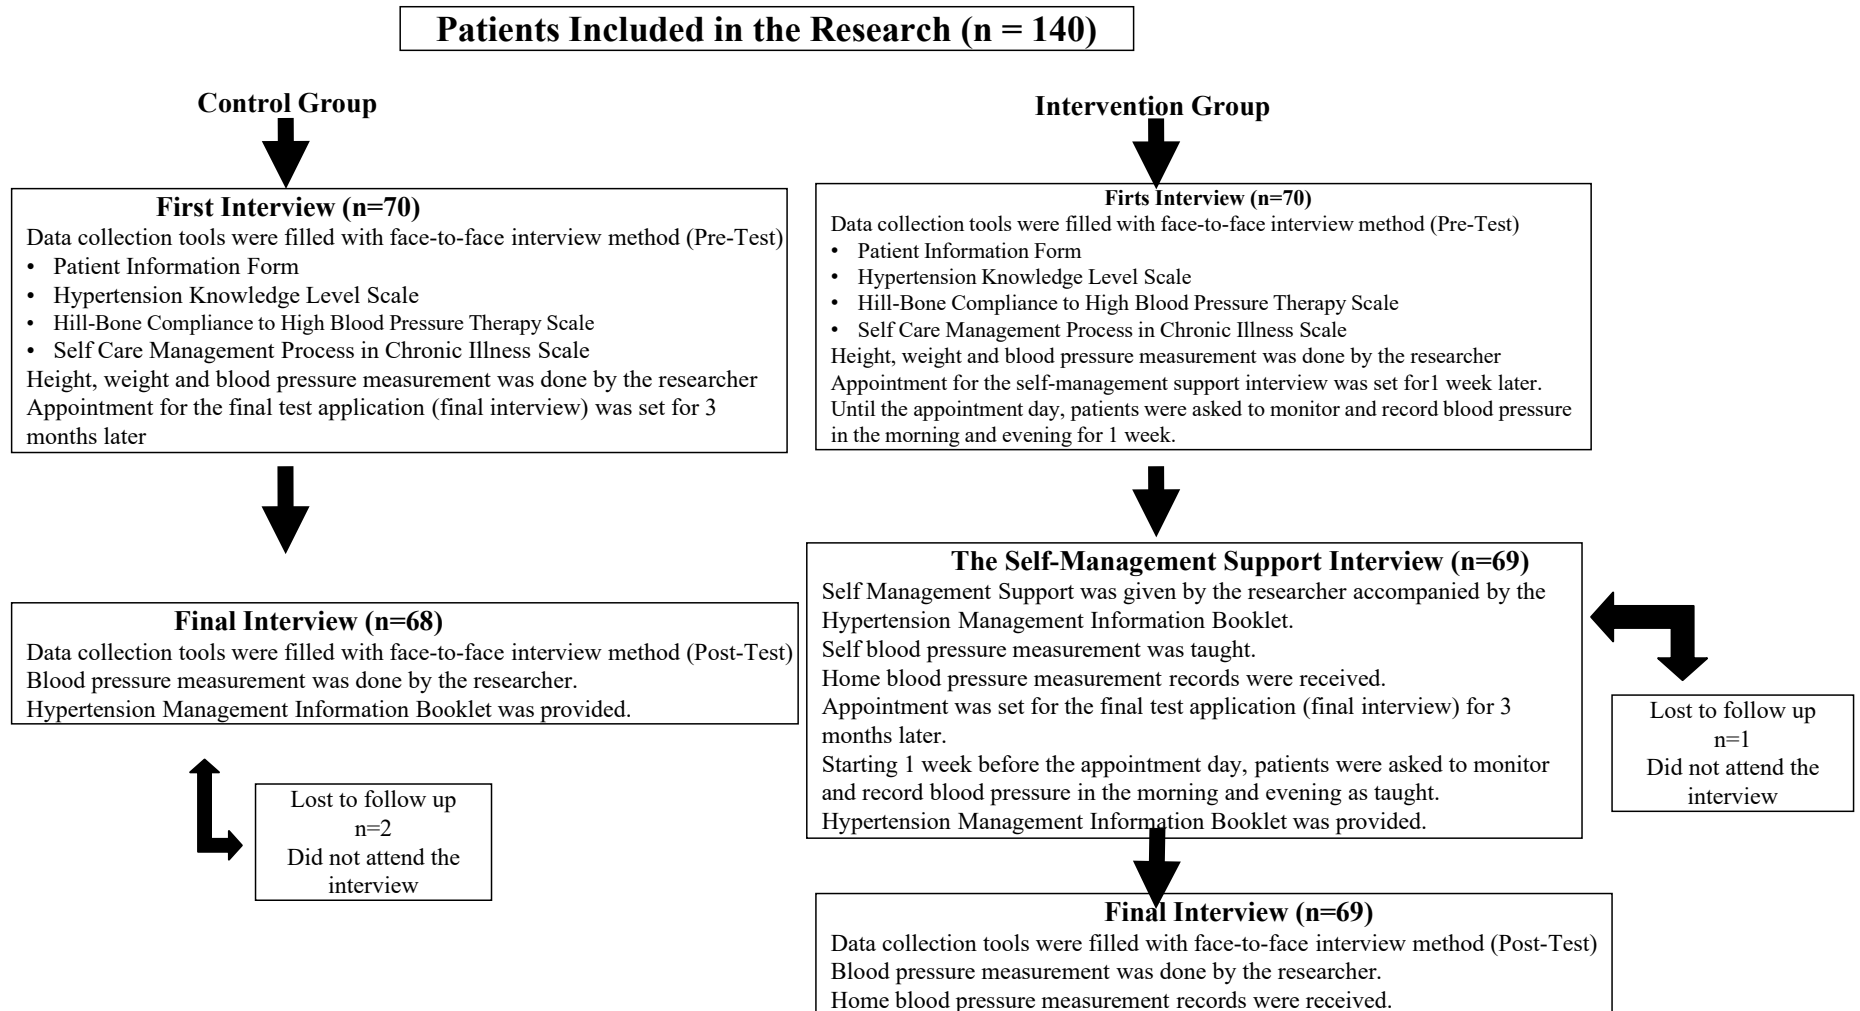 Patients Included in the Research (n = 140)
Control Group
First Interview (n=70)
Data collection tools were filled with face-to-face interview method (Pre-Test)
• Patient Information Form
• Hypertension Knowledge Level Scale
• Hill-Bone Compliance to High Blood Pressure Therapy Scale
• Self Care Management Process in Chronic Illness Scale
Height, weight and blood pressure measurement was done by the researcher
Appointment for the final test application (final interview) was set for 3
months later
Final Interview (n=68)
Data collection tools were filled with face-to-face interview method (Post-Test)
Blood pressure measurement was done by the researcher.
Hypertension Management Information Booklet was provided.
Lost to follow up
n=2
Did not attend the
interview
Intervention Group
Firts Interview (n=70)
Data collection tools were filled with face-to-face interview method (Pre-Test)
• Patient Information Form
• Hypertension Knowledge Level Scale
• Hill-Bone Compliance to High Blood Pressure Therapy Scale
• Self Care Management Process in Chronic Illness Scale
Height, weight and blood pressure measurement was done by the researcher
Appointment for the self-management support interview was set for1 week later.
Until the appointment day, patients were asked to monitor and record blood pressure
in the morning and evening for 1 week.
The Self-Management Support Interview (n=69)
Self Management Support was given by the researcher accompanied by the
Hypertension Management Information Booklet.
Self blood pressure measurement was taught.
Home blood pressure measurement records were received.
Appointment was set for the final test application (final interview) for 3
months later.
Starting 1 week before the appointment day, patients were asked to monitor
and record blood pressure in the morning and evening as taught.
Hypertension Management Information Booklet was provided.
Lost to follow up
n=1
Did not attend the
interview
Final Interview (n=69)
Data collection tools were filled with face-to-face interview method (Post-Test)
Blood pressure measurement was done by the researcher.
Home blood pressure measurement records were received.